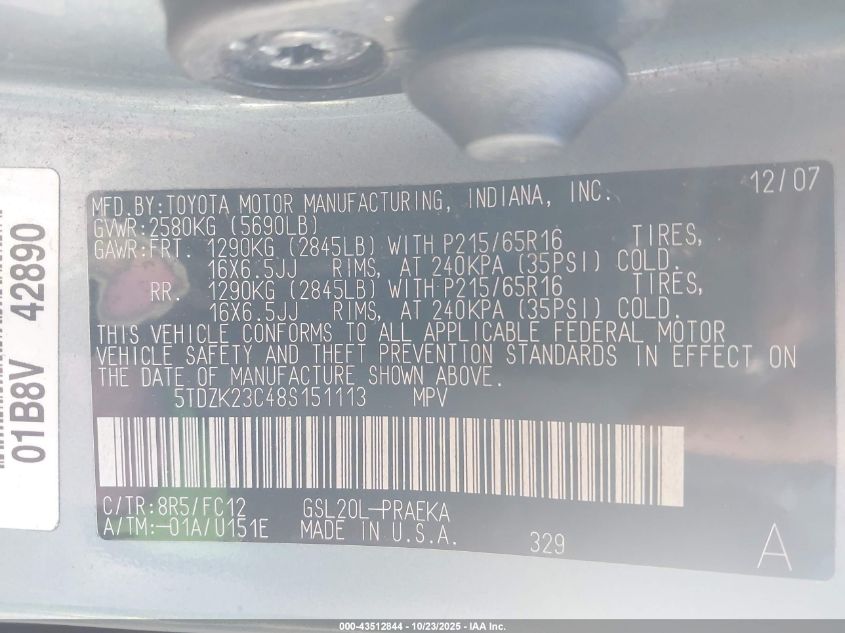 12/07
MFD.BY:TOYOTA MOTOR MANUFACTURING, INDIANA, INC.
GVWR:2580KG (5690LB)
GAWR:FRT. 1290KG (2845LB) WITH P215/65R16 TIRES,
16X6.5JJ RIMS, AT 240KPA (35PSI) COLD.
RR. 1290KG (2845LB) WITH P215/65R16 TIRES,
16X6.5JJ RIMS, AT 240KPA (35PSI) COLD.
THIS VEHICLE CONFORMS TO ALL APPLICABLE FEDERAL MOTOR
VEHICLE SAFETY AND THEFT PREVENTION STANDARDS IN EFFECT ON
THE DATE OF MANUFACTURE SHOWN ABOVE.
5TDZK23C48S151113 MPV
C/TR:8R5/FC12 GSL20L-PRAEKA
A/TM:-01A/U151E MADE IN U.S.A. 329
A
01B8V 42890
000-43512844 - 10/23/2025 - IAA Inc.